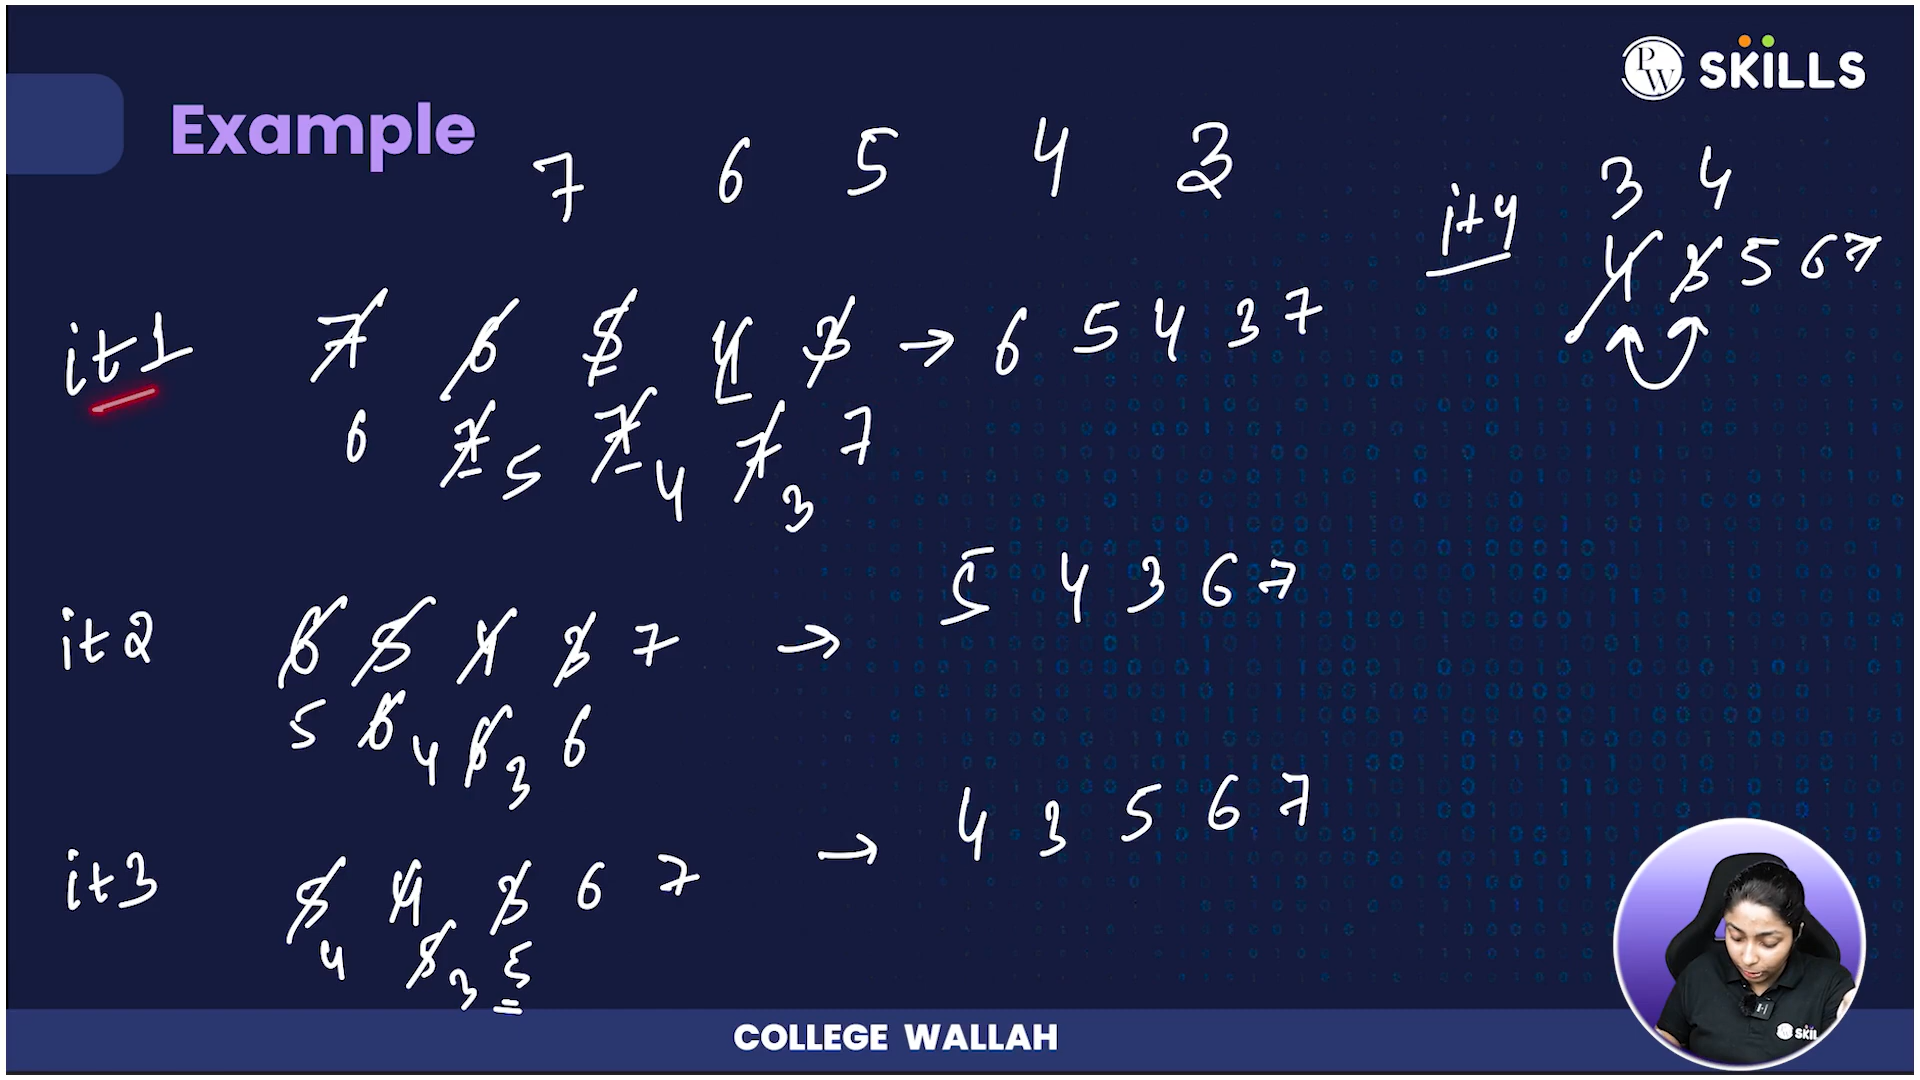 PW SKILLS
Example
7 6 5 4 3
it4 3 4
4 3 5 6 7
it1 7 6 5 4 3 → 6 5 4 3 7
6 7 5 7 4 7 3 7
it2 6 5 4 3 7 → 5 4 3 6 7
5 6 4 6 3 6
it3 5 4 3 6 7 → 4 3 5 6 7
4 5 3 5
COLLEGE WALLAH
SKIL